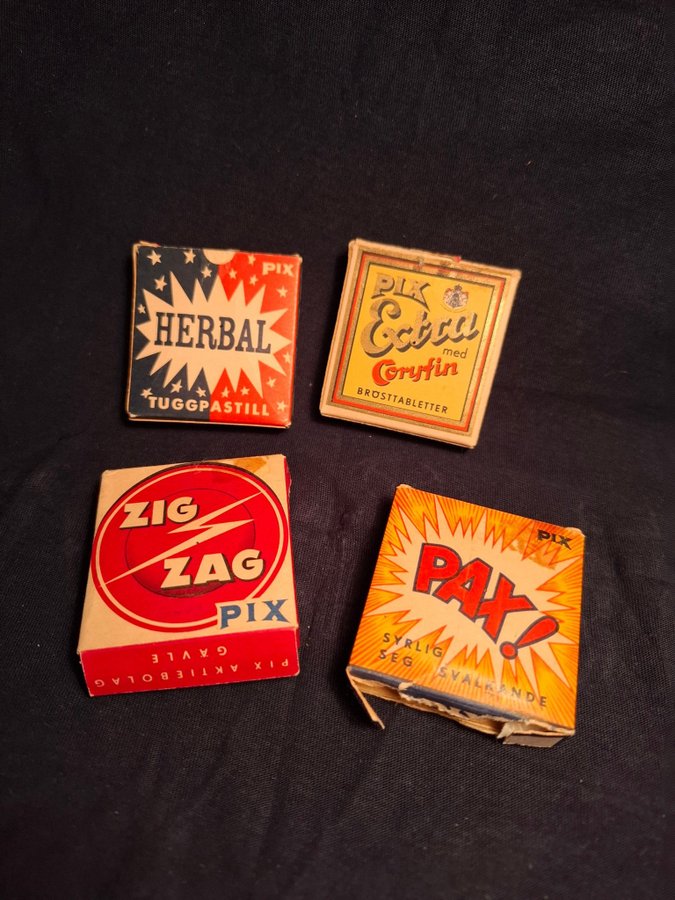 PIX
HERBAL
TUGGPASTILL
PIX
Extra
med
Coryfin
BRÖSTTABLETTER
ZIG
ZAG
PIX
PIX AKTIEBOLAG
GÄVLE
PIX
PAX!
SYRLIG
SEG SVALKANDE